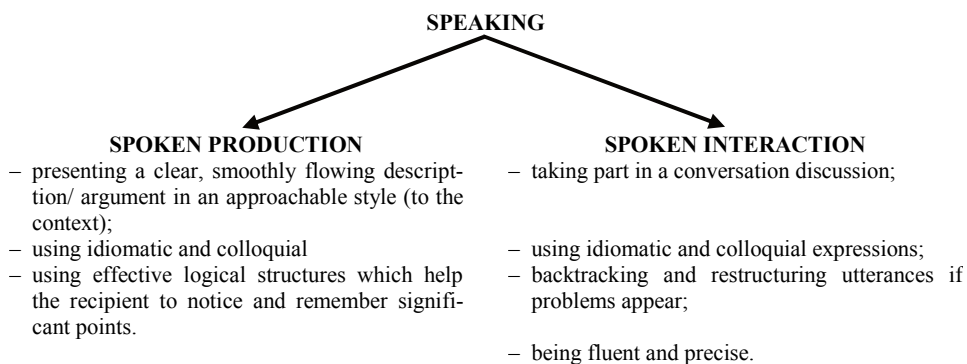 SPEAKING
SPOKEN PRODUCTION
– presenting a clear, smoothly flowing descrip-
tion/ argument in an approachable style (to the
context);
– using idiomatic and colloquial
– using effective logical structures which help
the recipient to notice and remember signifi-
cant points.
SPOKEN INTERACTION
– taking part in a conversation discussion;
– using idiomatic and colloquial expressions;
– backtracking and restructuring utterances if
problems appear;
– being fluent and precise.